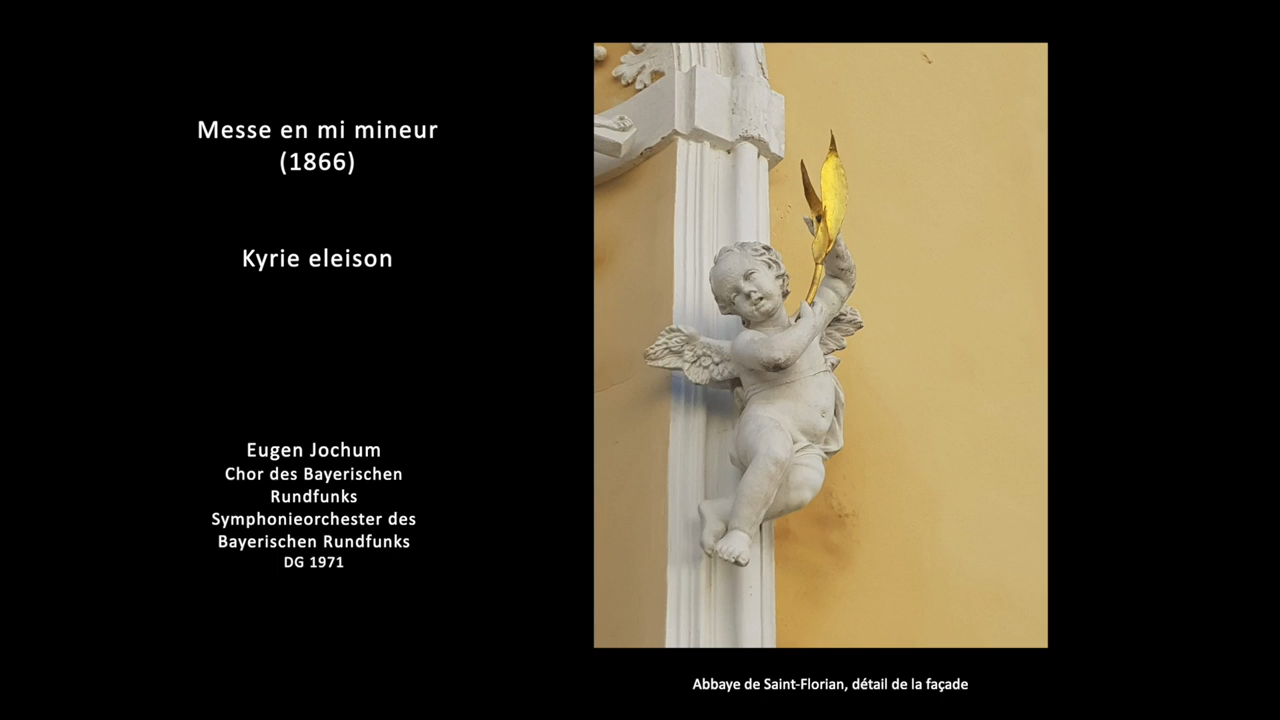 Messe en mi mineur
(1866)
Kyrie eleison
Eugen Jochum
Chor des Bayerischen
Rundfunks
Symphonieorchester des
Bayerischen Rundfunks
DG 1971
Abbaye de Saint-Florian, détail de la façade